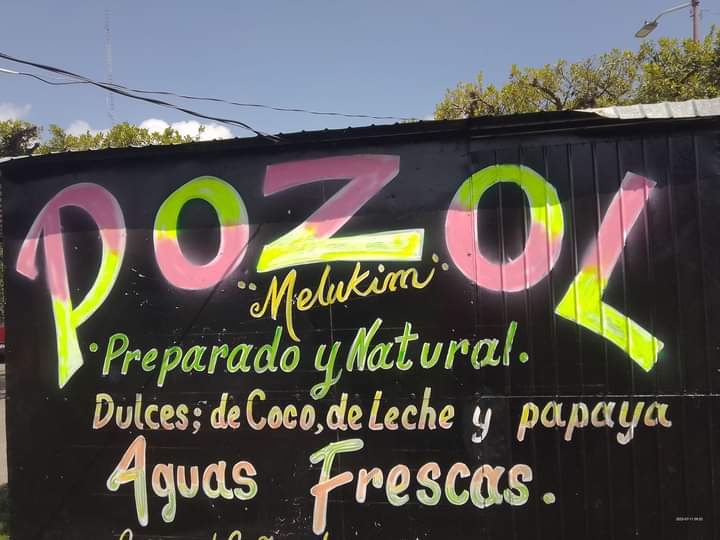 POZOL
"Melukim"
·Preparado y Natural.
Dulces; de Coco, de Leche y papaya
Aguas Frescas.